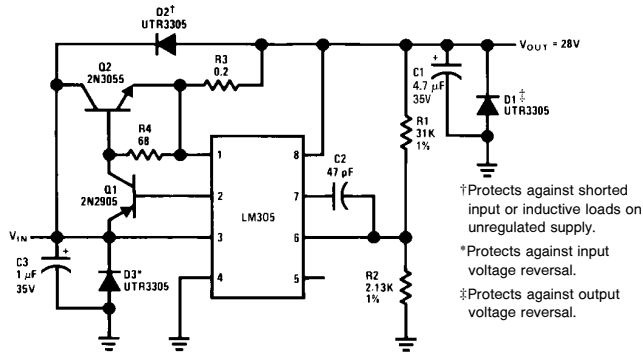 D2†
UTR3305
Q2
2N3055
R3
0.2
VOUT = 28V
C1
4.7 μF
35V
+
D1‡
UTR3305
R4
68
1
8
R1
31K
1%
C2
47 pF
Q1
2N2905
2
7
LM305
VIN
3
6
C3
1 μF
35V
+
D3*
UTR3305
4
5
R2
2.13K
1%
†Protects against shorted
input or inductive loads on
unregulated supply.
*Protects against input
voltage reversal.
‡Protects against output
voltage reversal.